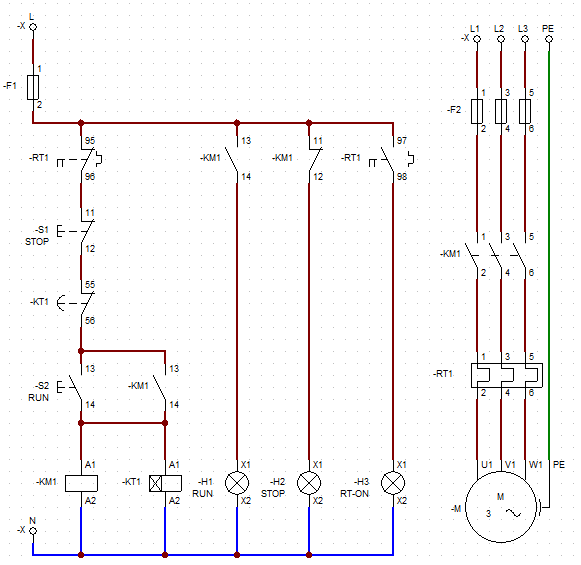 L
-X
1
-F1
2
95
-RT1
96
11
-S1
STOP
12
55
-KT1
56
13
-S2
RUN
14
13
-KM1
14
A1
-KM1
A2
A1
-KT1
A2
N
-X
13
-KM1
14
X1
-H1
RUN
X2
11
-KM1
12
X1
-H2
STOP
X2
97
-RT1
98
X1
-H3
RT-ON
X2
L1 L2 L3 PE
-X
1 3 5
-F2
2 4 6
1 3 5
-KM1
2 4 6
1 3 5
-RT1
2 4 6
U1 V1 W1 PE
-M
M
3